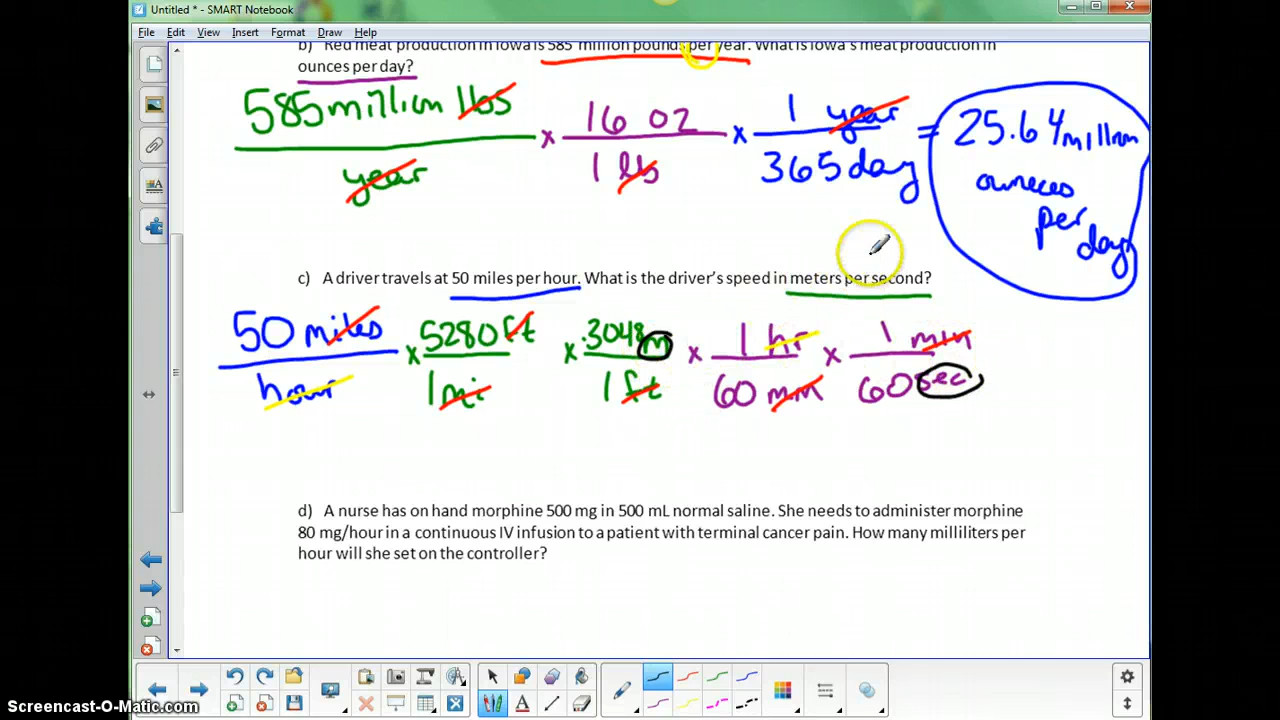 Untitled * - SMART Notebook
File Edit View Insert Format Draw Help
b) Red meat production in Iowa is 585 million pounds per year. What is Iowa's meat production in
ounces per day?
585 million lbs
year
x
16 oz
1 lb
x
1 year
365 day
=
25.64 million
ouneces
per
day
c) A driver travels at 50 miles per hour. What is the driver's speed in meters per second?
50 miles
hour
x
5280 ft
1 mi
x
.3048 m
1 ft
x
1 hr
60 min
x
1 min
60 sec
d) A nurse has on hand morphine 500 mg in 500 mL normal saline. She needs to administer morphine
80 mg/hour in a continuous IV infusion to a patient with terminal cancer pain. How many milliliters per
hour will she set on the controller?
Screencast-O-Matic.com